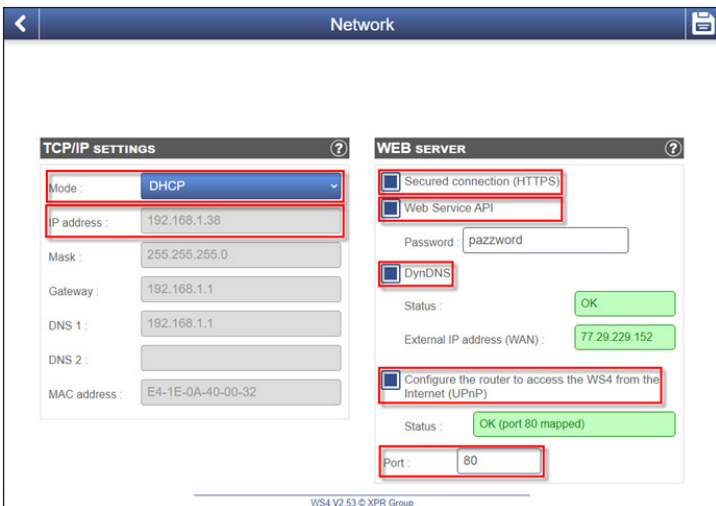 Network
TCP/IP SETTINGS
?
Mode :
DHCP
IP address :
192.168.1.38
Mask :
255.255.255.0
Gateway :
192.168.1.1
DNS 1 :
192.168.1.1
DNS 2 :
MAC address :
E4-1E-0A-40-00-32
WEB SERVER
?
Secured connection (HTTPS)
Web Service API
Password :
pazzword
DynDNS
Status :
OK
External IP address (WAN) :
77.29.229.152
Configure the router to access the WS4 from the
Internet (UPnP)
Status :
OK (port 80 mapped)
Port :
80
WS4 V2.53 © XPR Group